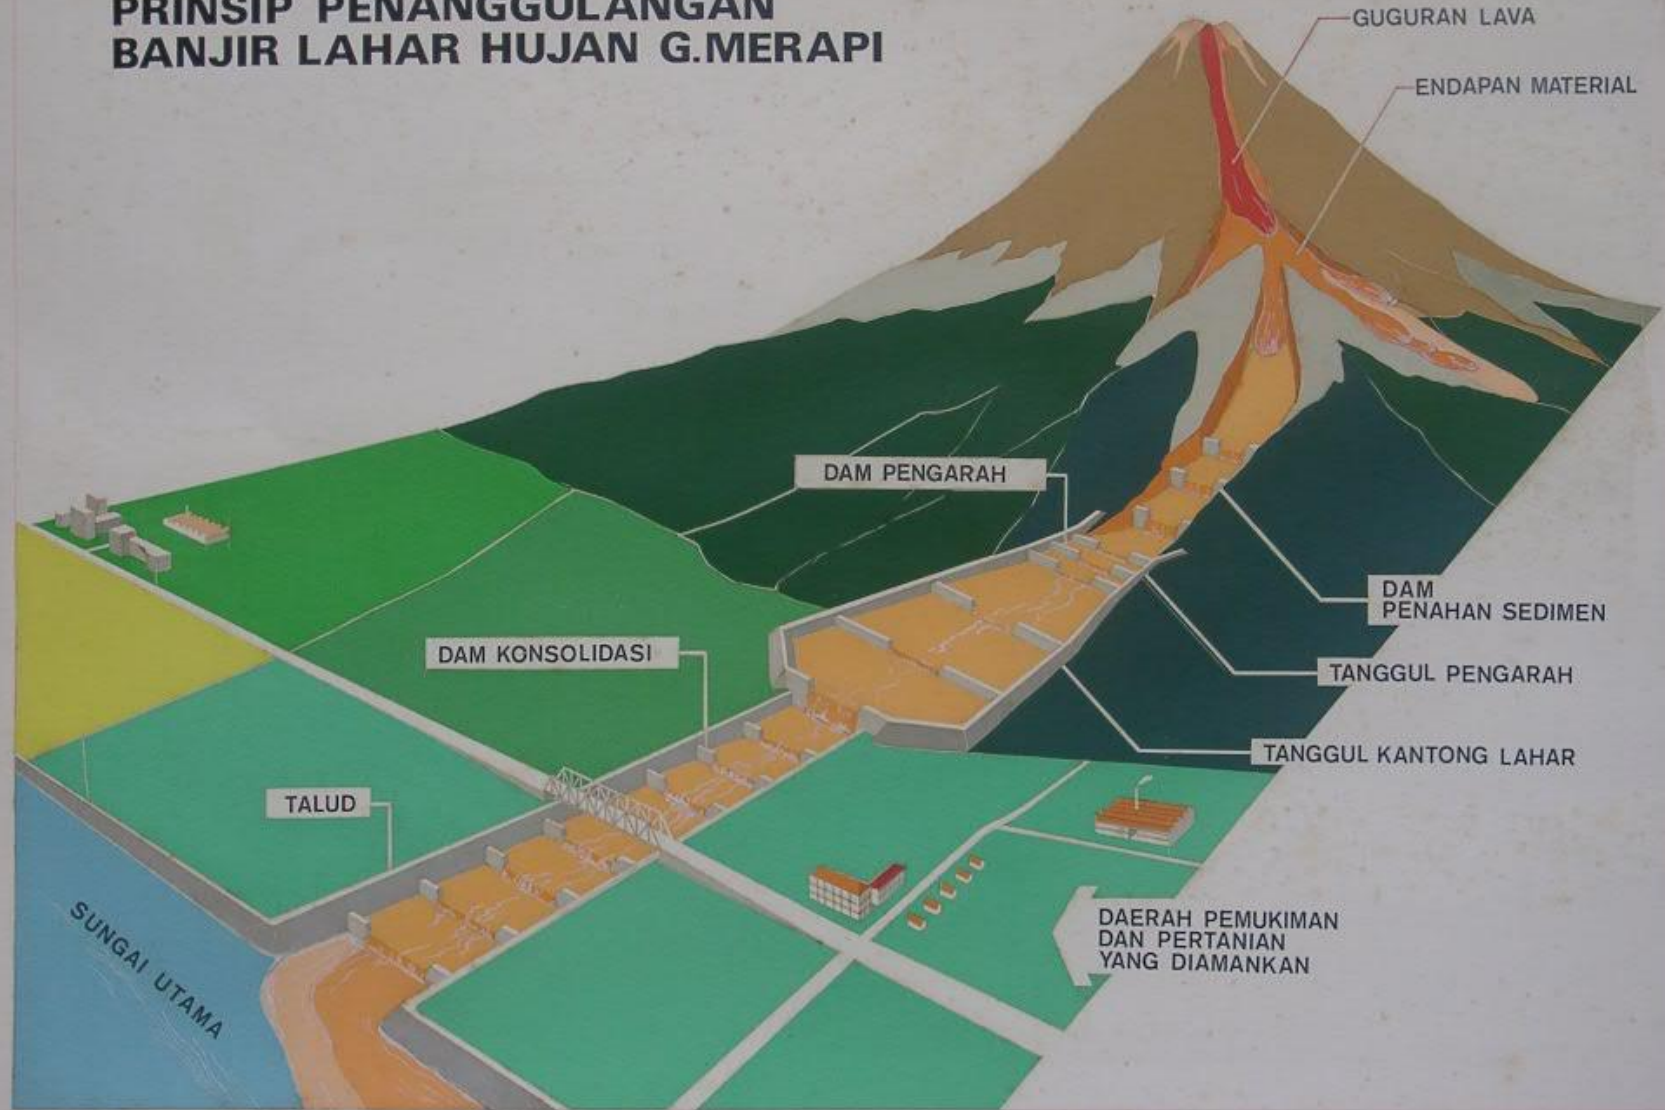 PRINSIP PENANGGULANGAN
BANJIR LAHAR HUJAN G.MERAPI
GUGURAN LAVA
ENDAPAN MATERIAL
DAM PENGARAH
DAM
PENAHAN SEDIMEN
DAM KONSOLIDASI
TANGGUL PENGARAH
TANGGUL KANTONG LAHAR
TALUD
DAERAH PEMUKIMAN
DAN PERTANIAN
YANG DIAMANKAN
SUNGAI UTAMA